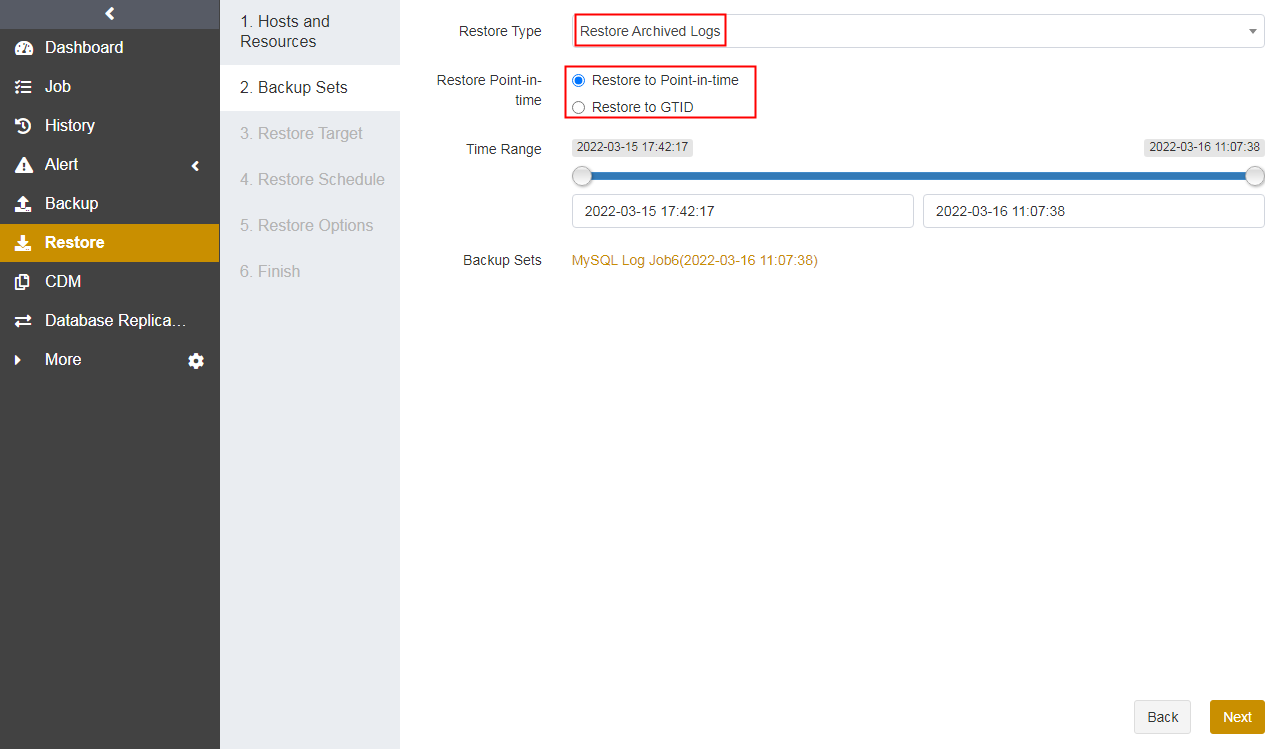 Dashboard
Job
History
Alert
Backup
Restore
CDM
Database Replica…
More
1. Hosts and
Resources
2. Backup Sets
3. Restore Target
4. Restore Schedule
5. Restore Options
6. Finish
Restore Type
Restore Archived Logs
Restore Point-in-
time
Restore to Point-in-time
Restore to GTID
Time Range
2022-03-15 17:42:17
2022-03-16 11:07:38
2022-03-15 17:42:17
2022-03-16 11:07:38
Backup Sets
MySQL Log Job6(2022-03-16 11:07:38)
Back
Next